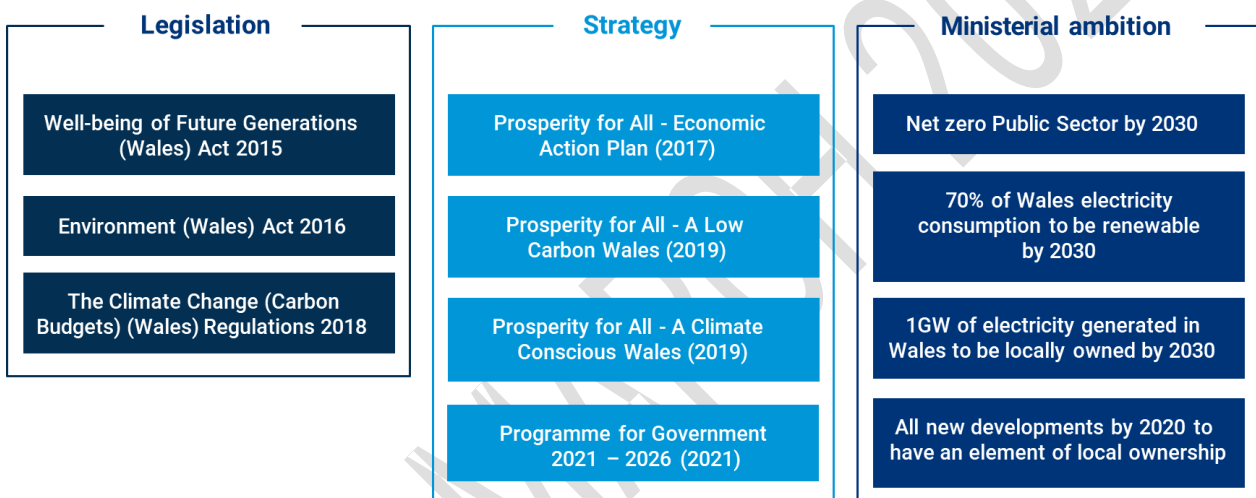 Legislation
Well-being of Future Generations
(Wales) Act 2015
Environment (Wales) Act 2016
The Climate Change (Carbon
Budgets) (Wales) Regulations 2018
Strategy
Prosperity for All - Economic
Action Plan (2017)
Prosperity for All - A Low
Carbon Wales (2019)
Prosperity for All - A Climate
Conscious Wales (2019)
Programme for Government
2021 – 2026 (2021)
Ministerial ambition
Net zero Public Sector by 2030
70% of Wales electricity
consumption to be renewable
by 2030
1GW of electricity generated in
Wales to be locally owned by 2030
All new developments by 2020 to
have an element of local ownership
MARCH